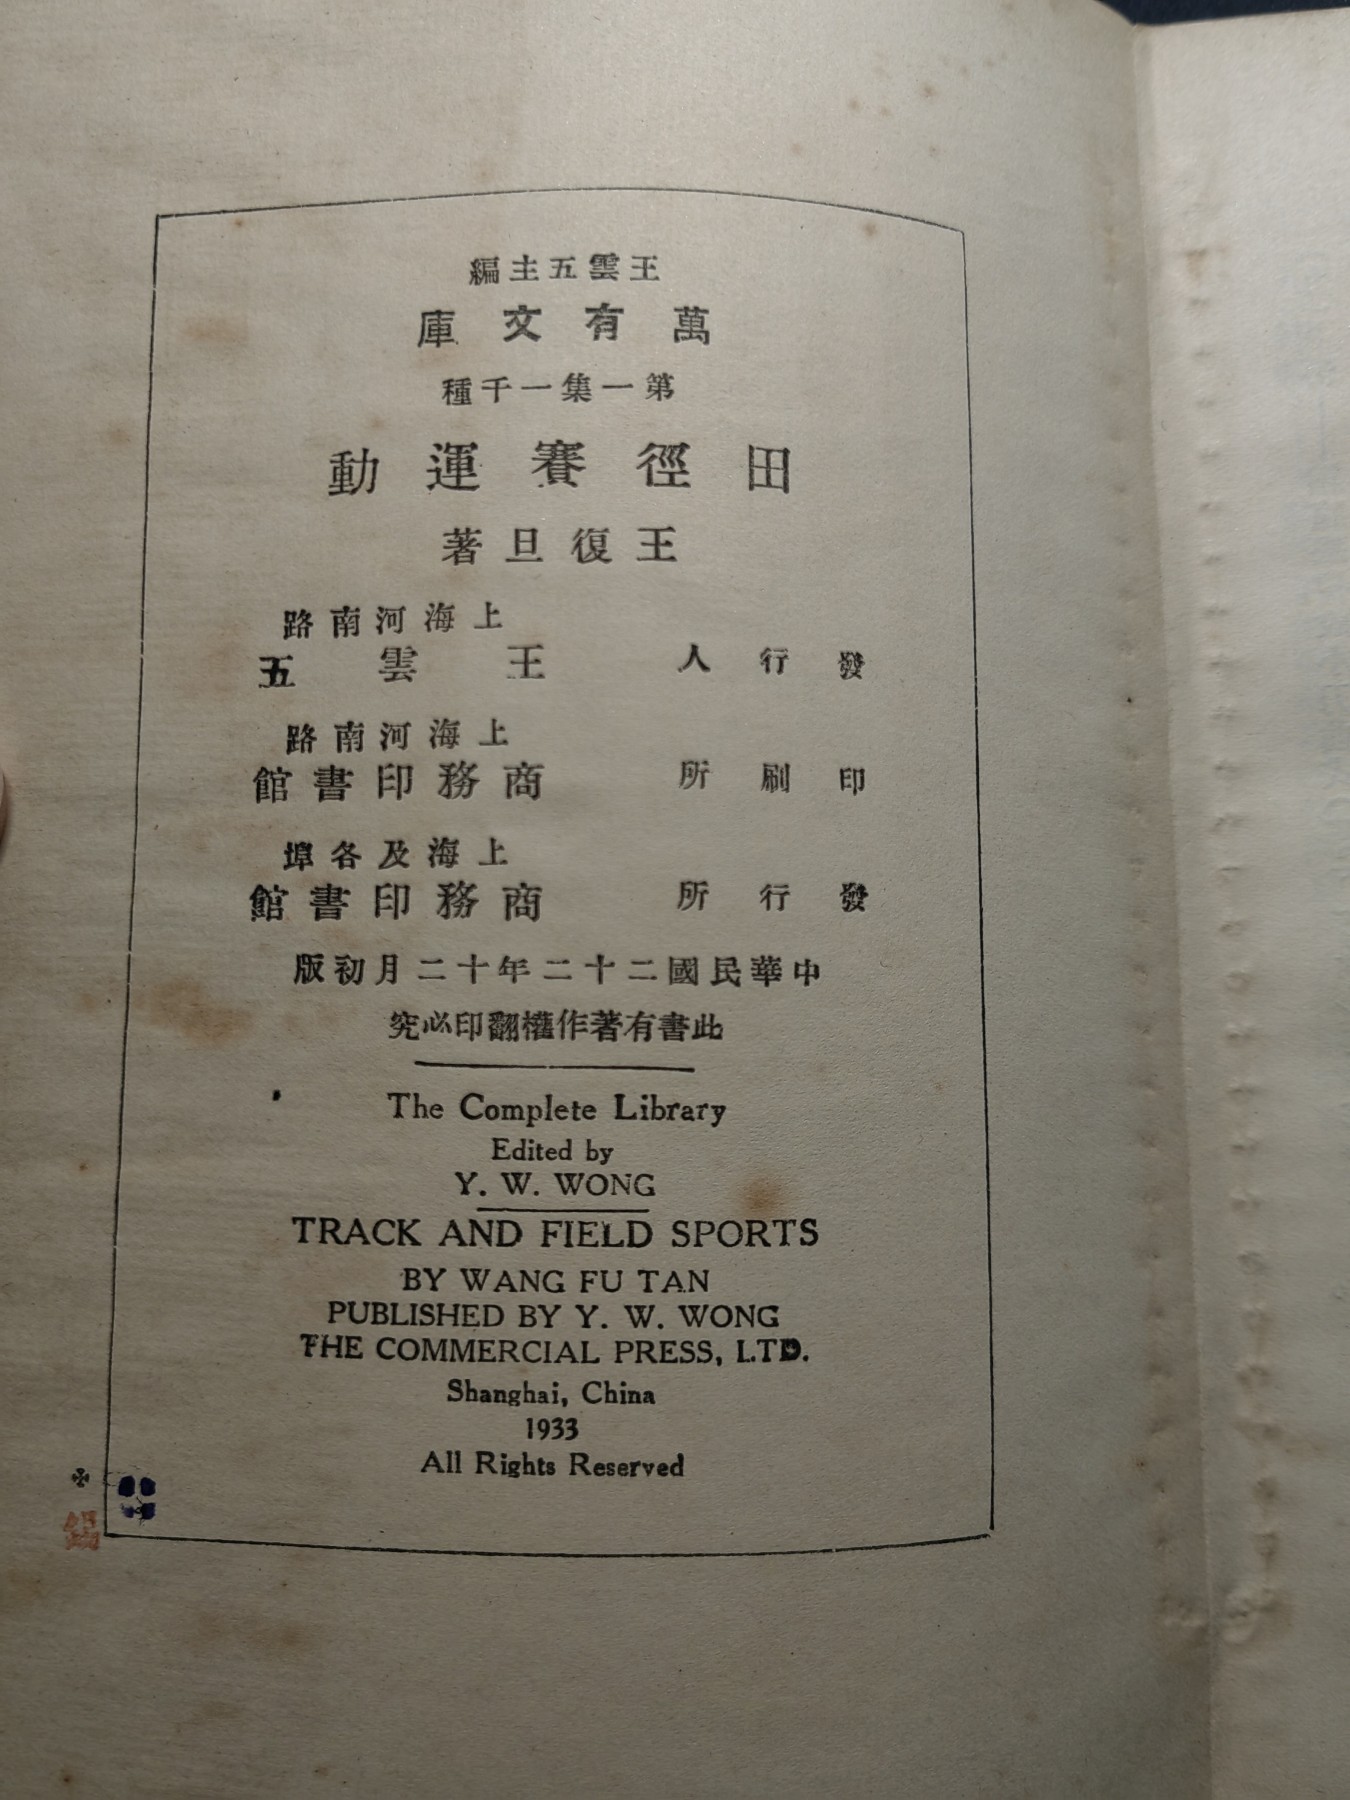 王雲五主編
萬有文庫
第一集一千種
田徑賽運動
王復旦著
上海河南路
發行人 王雲五
上海河南路
印刷所 商務印書館
上海及各埠
發行所 商務印書館
中華民國二十二年十二月初版
此書有著作權翻印必究
The Complete Library
Edited by
Y. W. WONG
TRACK AND FIELD SPORTS
BY WANG FU TAN
PUBLISHED BY Y. W. WONG
THE COMMERCIAL PRESS, LTD.
Shanghai, China
1933
All Rights Reserved